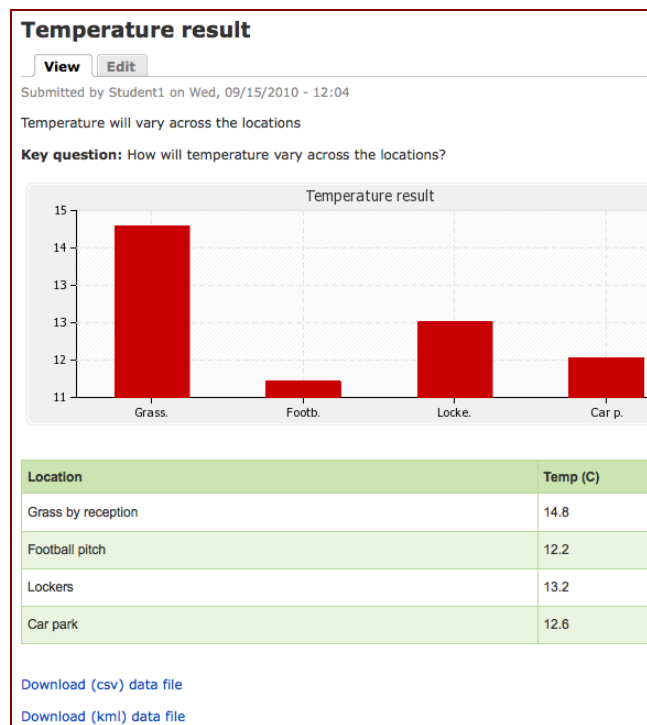 Temperature result
View Edit
Submitted by Student1 on Wed, 09/15/2010 - 12:04
Temperature will vary across the locations
Key question: How will temperature vary across the locations?
Temperature result
15
14
13
13
12
11
Grass. Footb. Locke. Car p.
Location Temp (C)
Grass by reception 14.8
Football pitch 12.2
Lockers 13.2
Car park 12.6
Download (csv) data file
Download (kml) data file